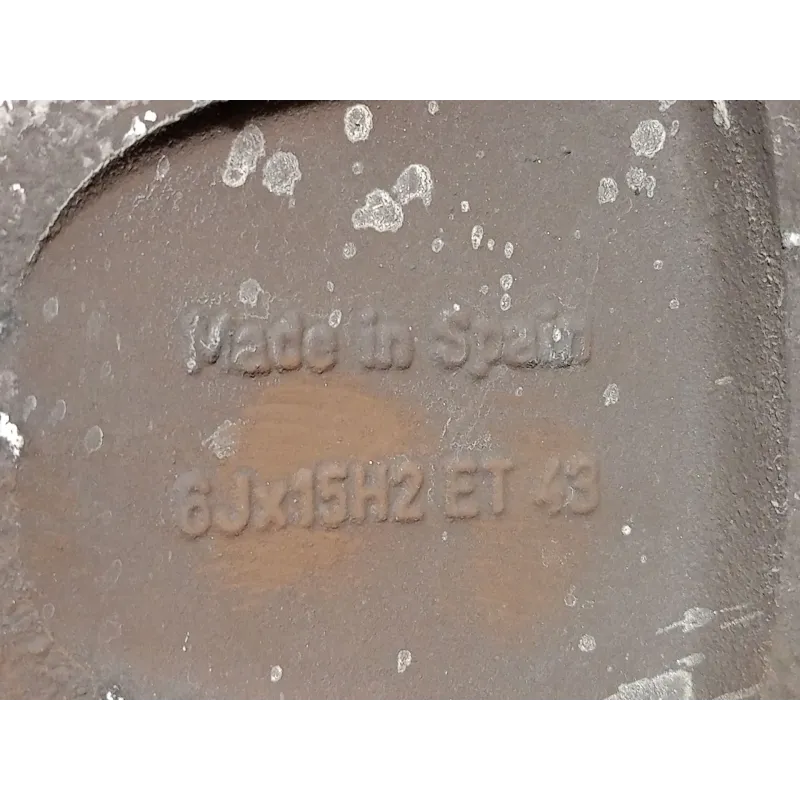 Made in Spain
6Jx15H2 ET 43